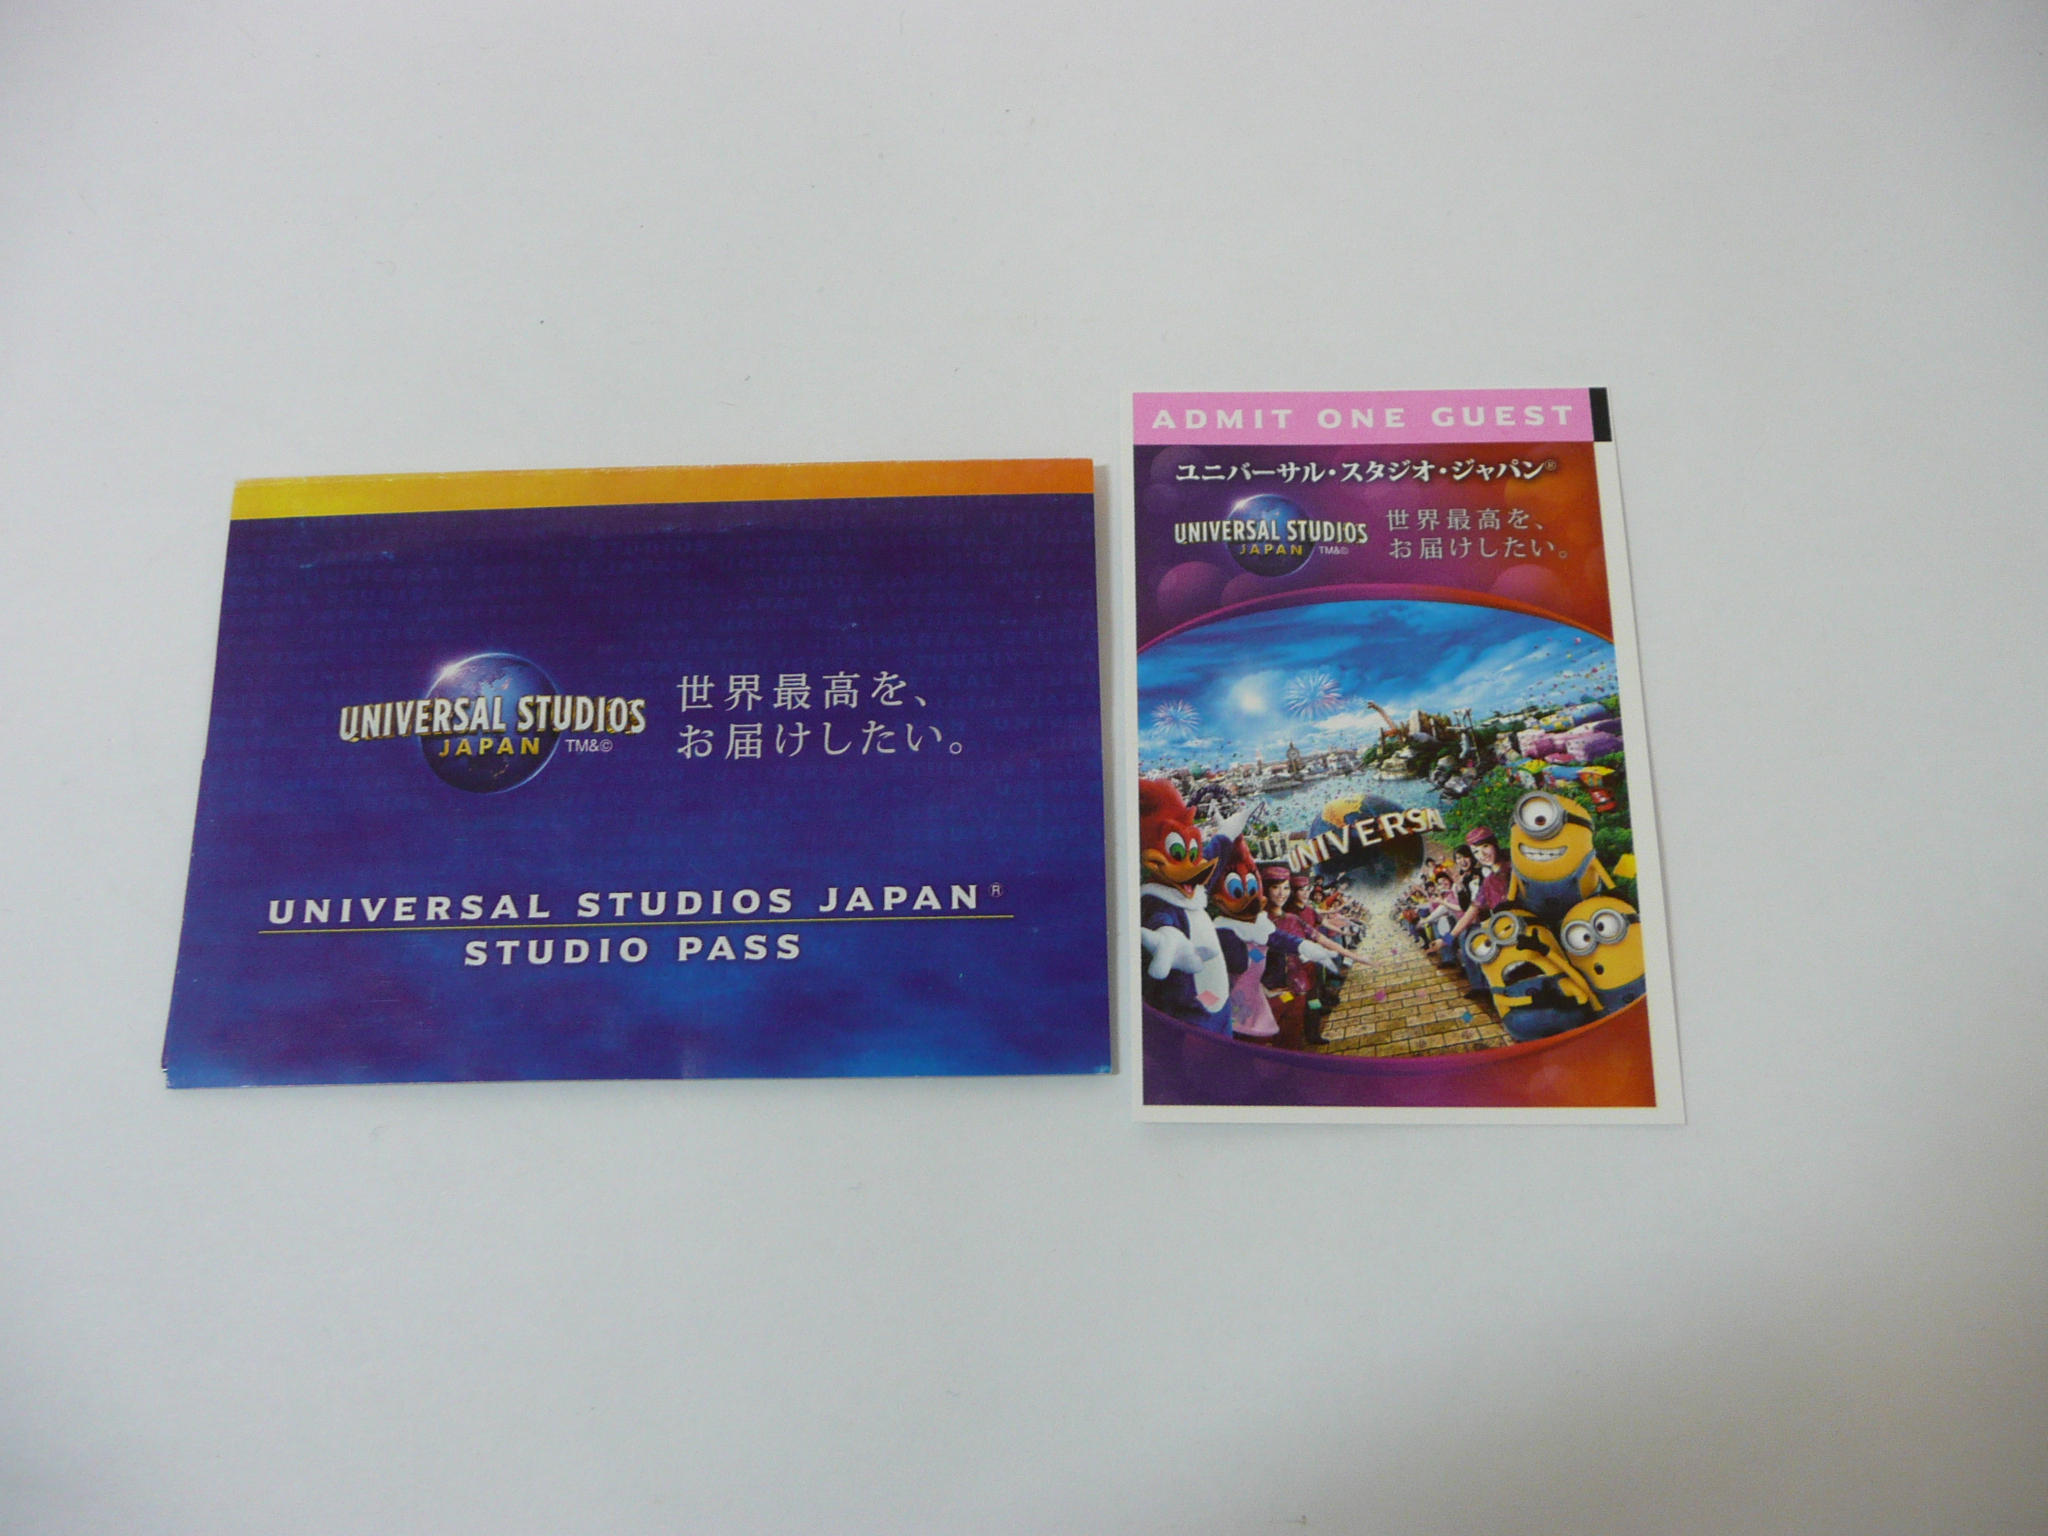 UNIVERSAL STUDIOS
JAPAN TM&©
世界最高を、
お届けしたい。
UNIVERSAL STUDIOS JAPAN®
STUDIO PASS
ADMIT ONE GUEST
ユニバーサル・スタジオ・ジャパン®
UNIVERSAL STUDIOS
JAPAN TM&©
世界最高を、
お届けしたい。
UNIVERSA